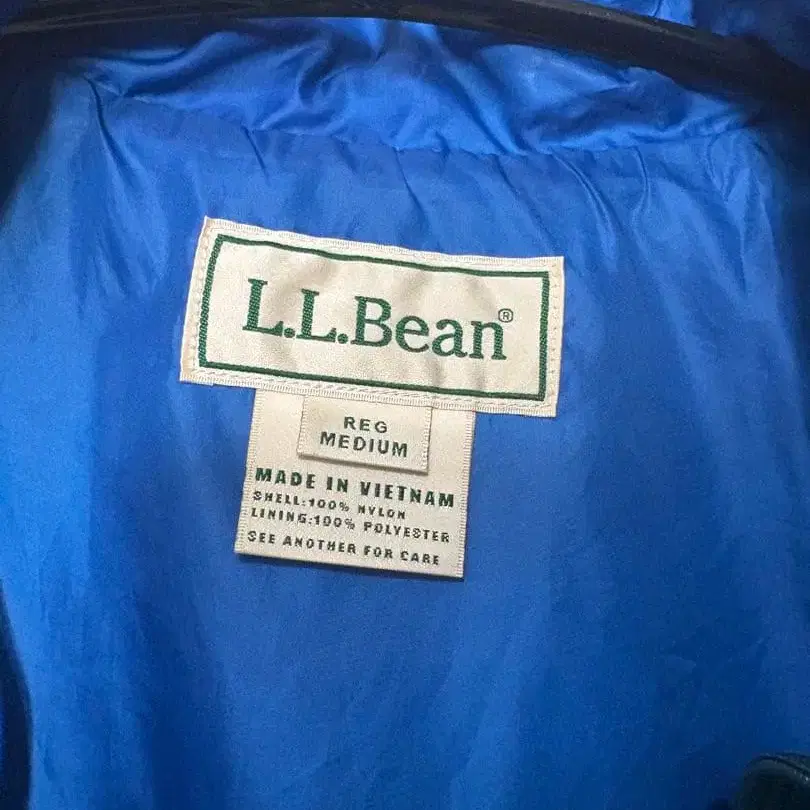 L.L.Bean®
REG
MEDIUM
MADE IN VIETNAM
SHELL:100% NYLON
LINING:100% POLYESTER
SEE ANOTHER FOR CARE